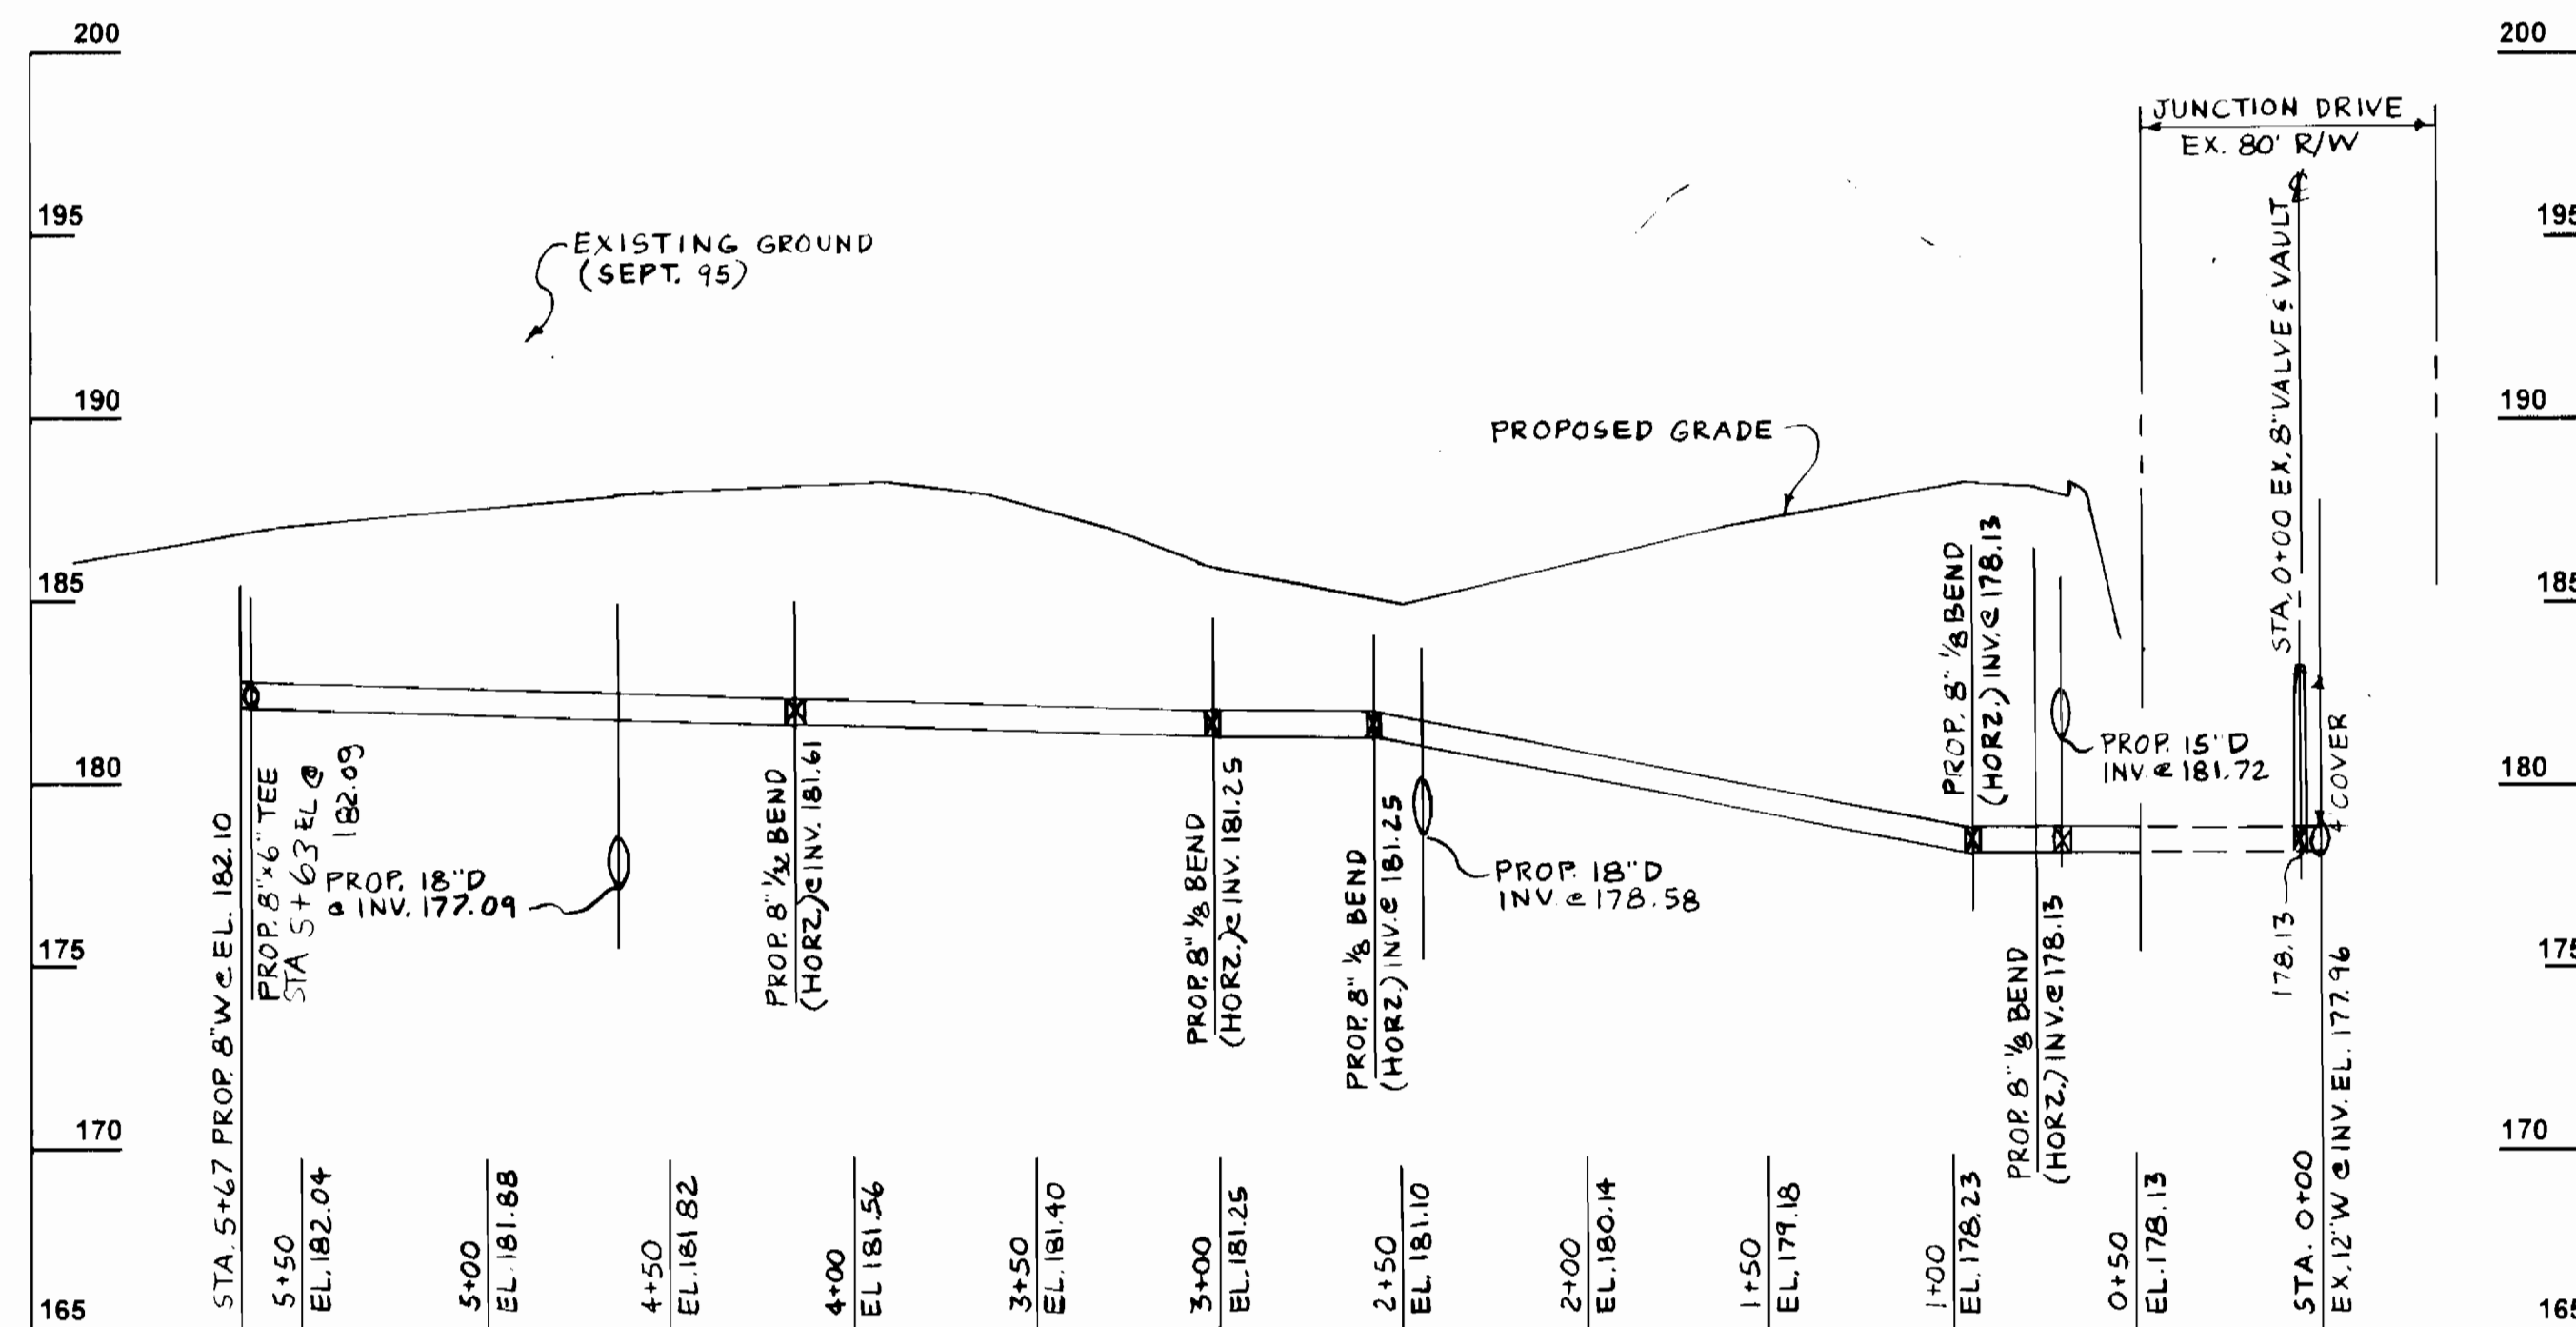 200
200
JUNCTION DRIVE
EX. 80' R/W
195
195
EXISTING GROUND
(SEPT. 95)
190
190
PROPOSED GRADE
STA. 0+00 EX. 8" VALVE & VAULT
185
185
PROP. 8" 1/8 BEND
(HORZ.) INV. @ 178.13
PROP. 15" D
INV. @ 181.72
4' COVER
180
180
STA. 5+67 PROP. 8" W @ EL. 182.10
PROP. 8"x6" TEE
STA 5+63 EL @
182.09
PROP. 18" D
@ INV. 177.09
PROP. 8" 1/32 BEND
(HORZ.) @ INV. 181.61
PROP. 8" 1/8 BEND
(HORZ.) @ INV. 181.25
PROP. 8" 1/8 BEND
(HORZ.) INV. @ 181.25
PROP. 18" D
INV. @ 178.58
PROP. 8" 1/8 BEND
(HORZ.) INV. @ 178.13
178.13
175
175
170
170
5+50
EL. 182.04
5+00
EL. 181.88
4+50
EL. 181 82
4+00
EL 181.56
3+50
EL. 181.40
3+00
EL. 181.25
2+50
EL. 181.10
2+00
EL. 180.14
1+50
EL. 179.18
1+00
EL. 178.23
0+50
EL. 178.13
STA. 0+00
EX. 12" W @ INV. EL. 177.96
165
165